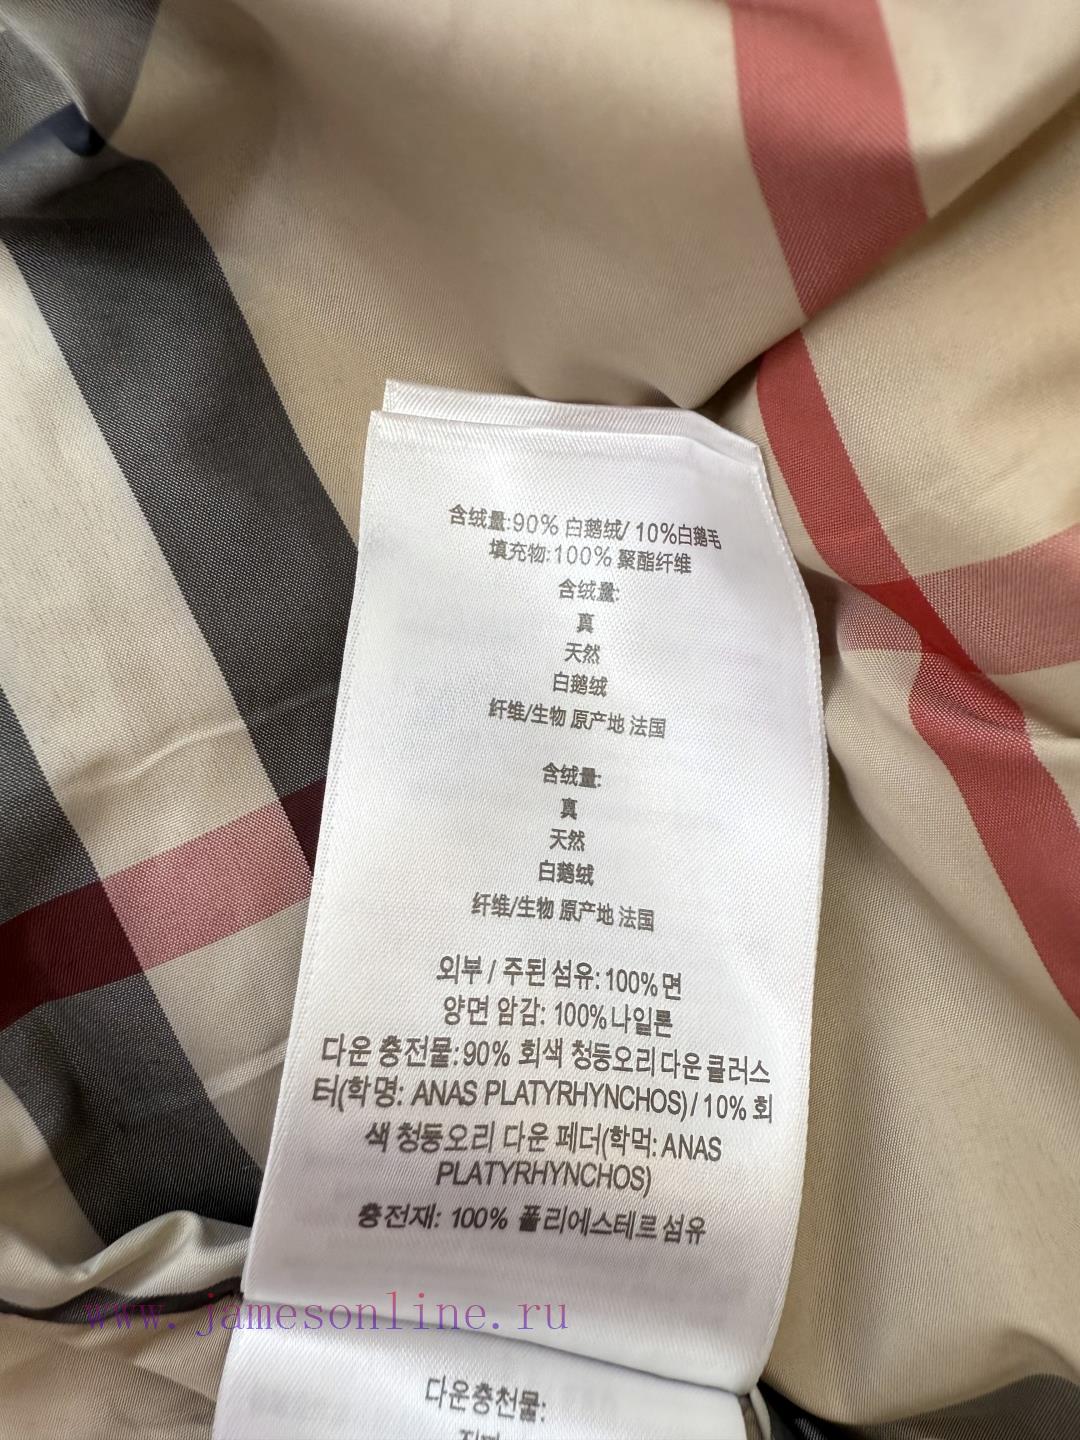 含绒量:90% 白鹅绒/ 10%白鹅毛
填充物:100% 聚酯纤维
含绒量:
真
天然
白鹅绒
纤维/生物 原产地 法国
含绒量:
真
天然
白鹅绒
纤维/生物 原产地 法国
외부 / 주된 섬유: 100% 면
양면 암감: 100% 나일론
다운 충전물:90% 회색 청둥오리 다운 클러스
터(학명: ANAS PLATYRHYNCHOS) / 10% 회
색 청둥오리 다운 페더(학먹: ANAS
PLATYRHYNCHOS)
충전재: 100% 폴리에스테르 섬유
www.jamesonline.ru
다운충천물: